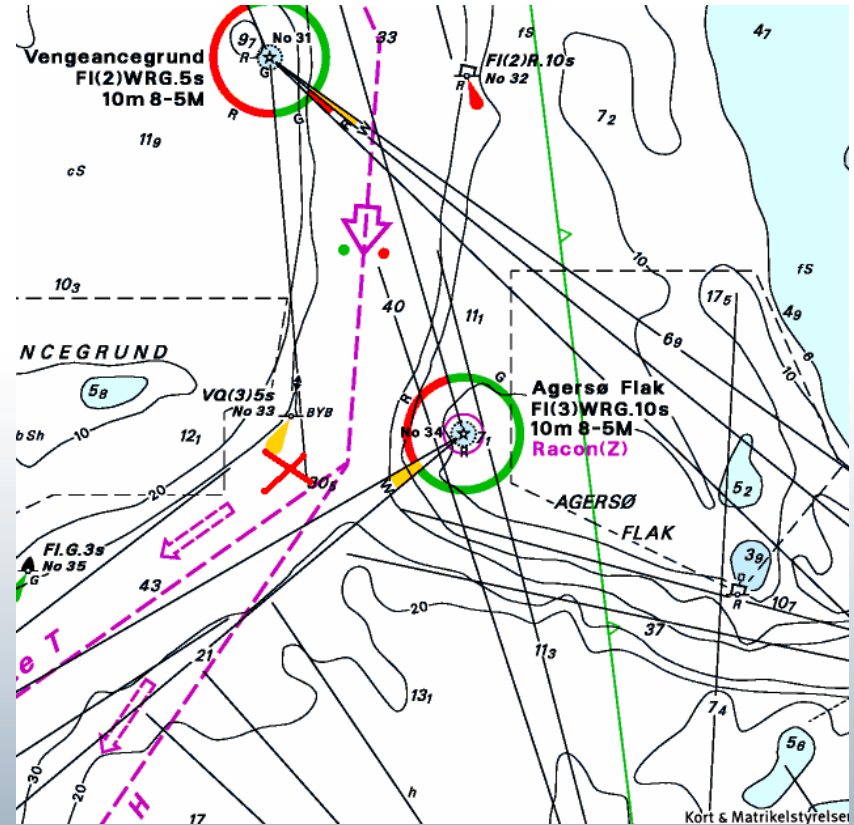 33
4₇
No 31
9₇
R
G
Vengeancegrund
Fl(2)WRG.5s
10m 8-5M
fS
Fl(2)R.10s
No 32
R
7₂
R
G
R
W
11₉
cS
10
fS
10₃
17₅
4₉
40
11₁
6₉
6
NCEGRUND
5₈
10
VQ(3)5s
No 33
BYB
b Sh
12₁
R
G
No 34
7₁
R
Agersø Flak
Fl(3)WRG.10s
10m 8-5M
Racon(Z)
10
20
30₅
W
AGERSØ
FLAK
5₂
3₉
Fl.G.3s
No 35
G
43
R
10₇
20
37
e T
21
11₃
13₁
7₄
5₆
30
20
H
17
h
Kort & Matrikelstyrelsen